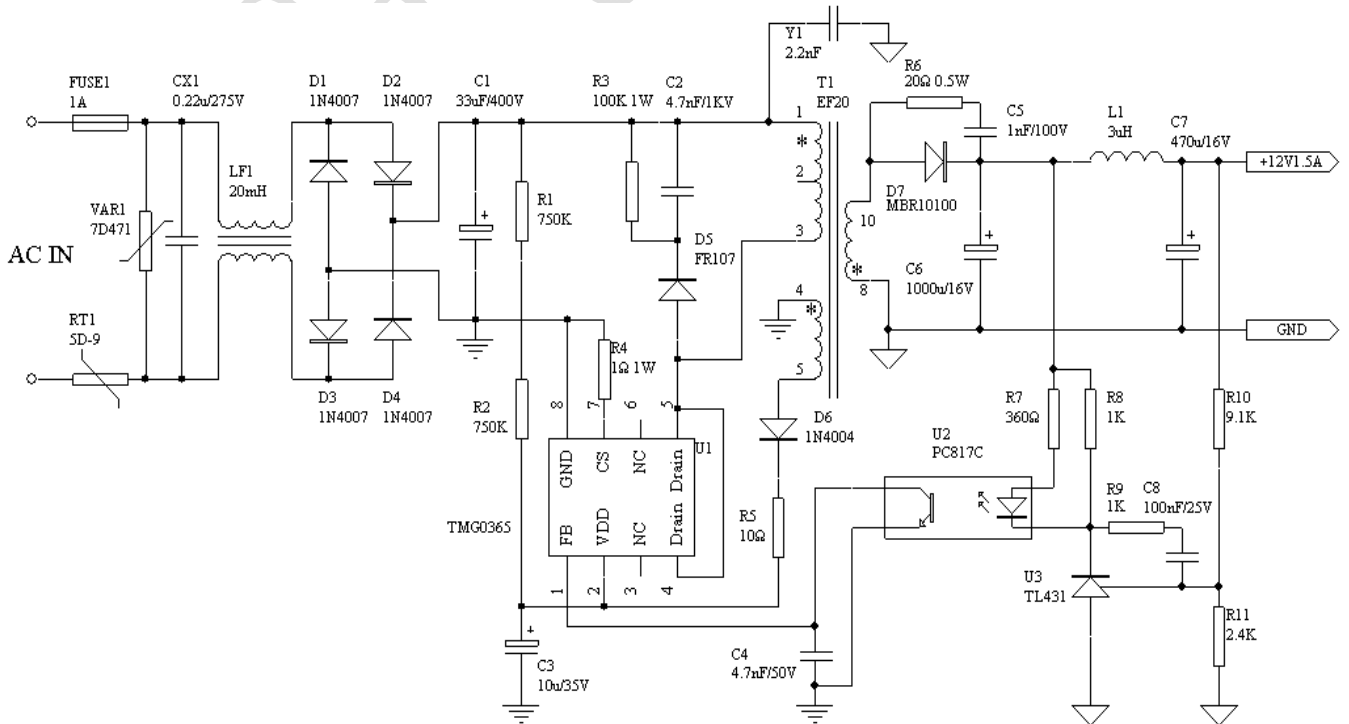 Y1
2.2nF
FUSE1
1A
CX1
0.22u/275V
D1
1N4007
D2
1N4007
C1
33uF/400V
R3
100K 1W
C2
4.7nF/1KV
T1
EF20
R6
20Ω 0.5W
C5
1nF/100V
L1
3uH
C7
470u/16V
+12V1.5A
LF1
20mH
VAR1
7D471
AC IN
RT1
5D-9
R1
750K
D5
FR107
1
*
2
3
4
*
5
10
*
8
D7
MBR10100
C6
1000u/16V
GND
R4
1Ω 1W
D3
1N4007
D4
1N4007
R2
750K
8
7
6
5
U1
GND
CS
NC
Drain
FB
VDD
NC
Drain
1
2
3
4
TMG0365
D6
1N4004
R5
10Ω
U2
PC817C
R7
360Ω
R8
1K
R10
9.1K
R9
1K
C8
100nF/25V
U3
TL431
R11
2.4K
C3
10u/35V
C4
4.7nF/50V
+
+
+
+